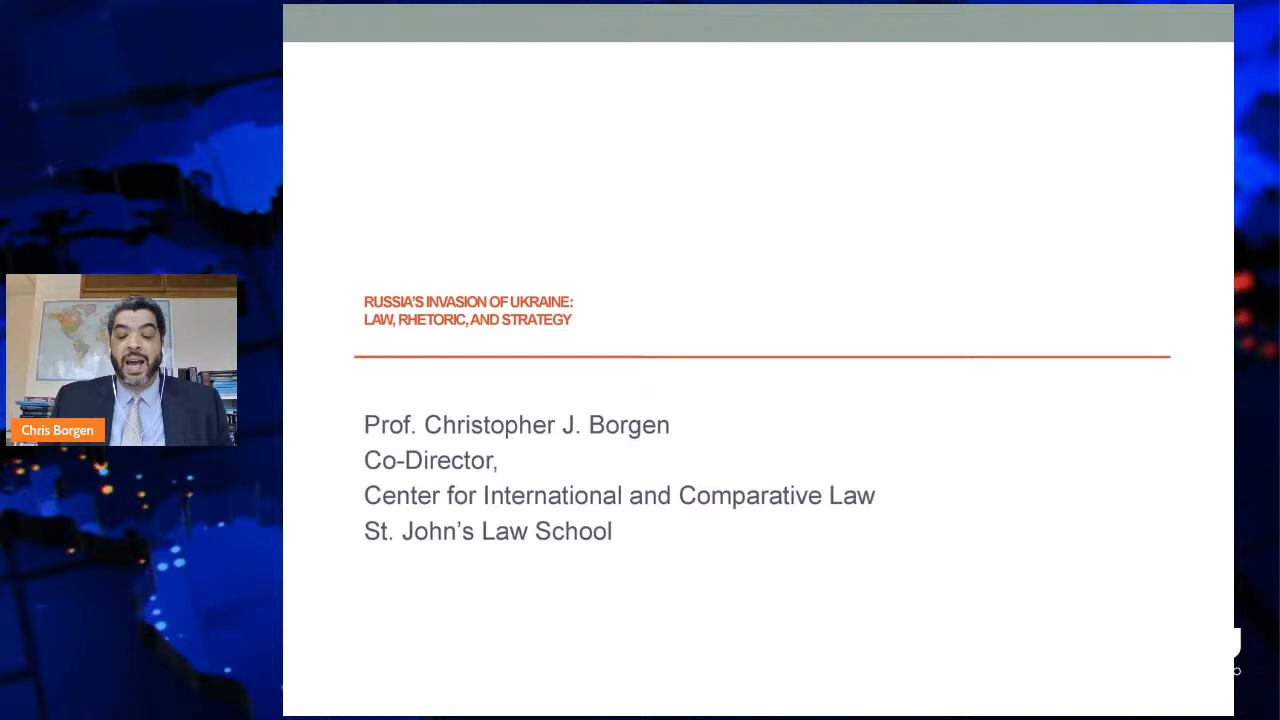 RUSSIA'S INVASION OF UKRAINE:
LAW, RHETORIC, AND STRATEGY
Prof. Christopher J. Borgen
Co-Director,
Center for International and Comparative Law
St. John's Law School
Chris Borgen